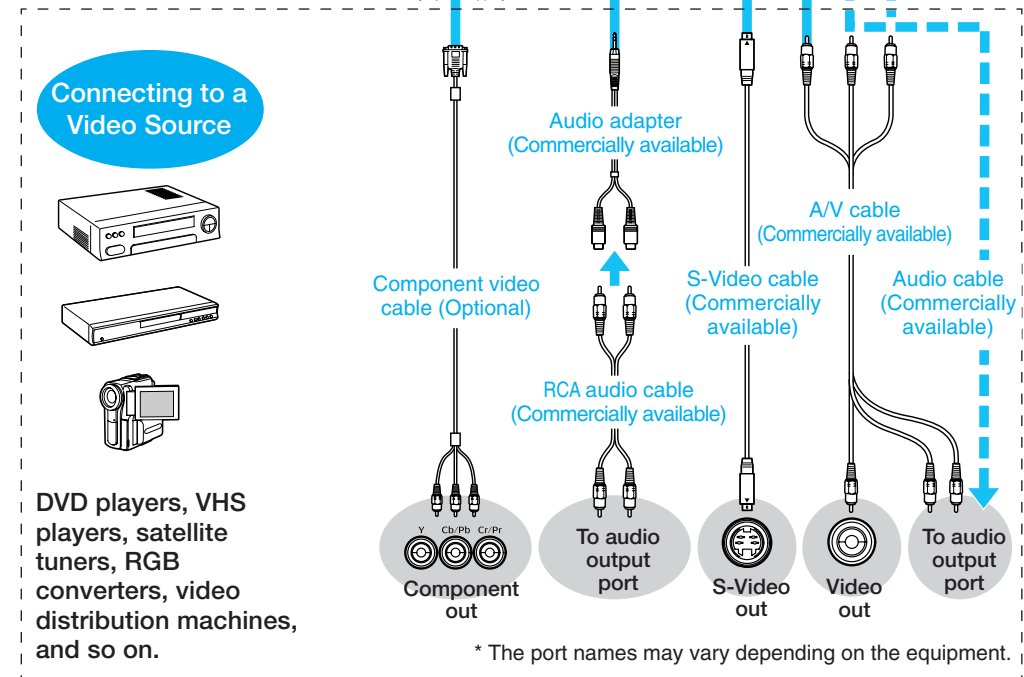 Connecting to a
Video Source
Audio adapter
(Commercially available)
A/V cable
(Commercially available)
Component video
cable (Optional)
S-Video cable
(Commercially
available)
Audio cable
(Commercially
available)
RCA audio cable
(Commercially available)
DVD players, VHS
players, satellite
tuners, RGB
converters, video
distribution machines,
and so on.
Y Cb/Pb Cr/Pr
Component
out
To audio
output
port
S-Video
out
Video
out
To audio
output
port
* The port names may vary depending on the equipment.